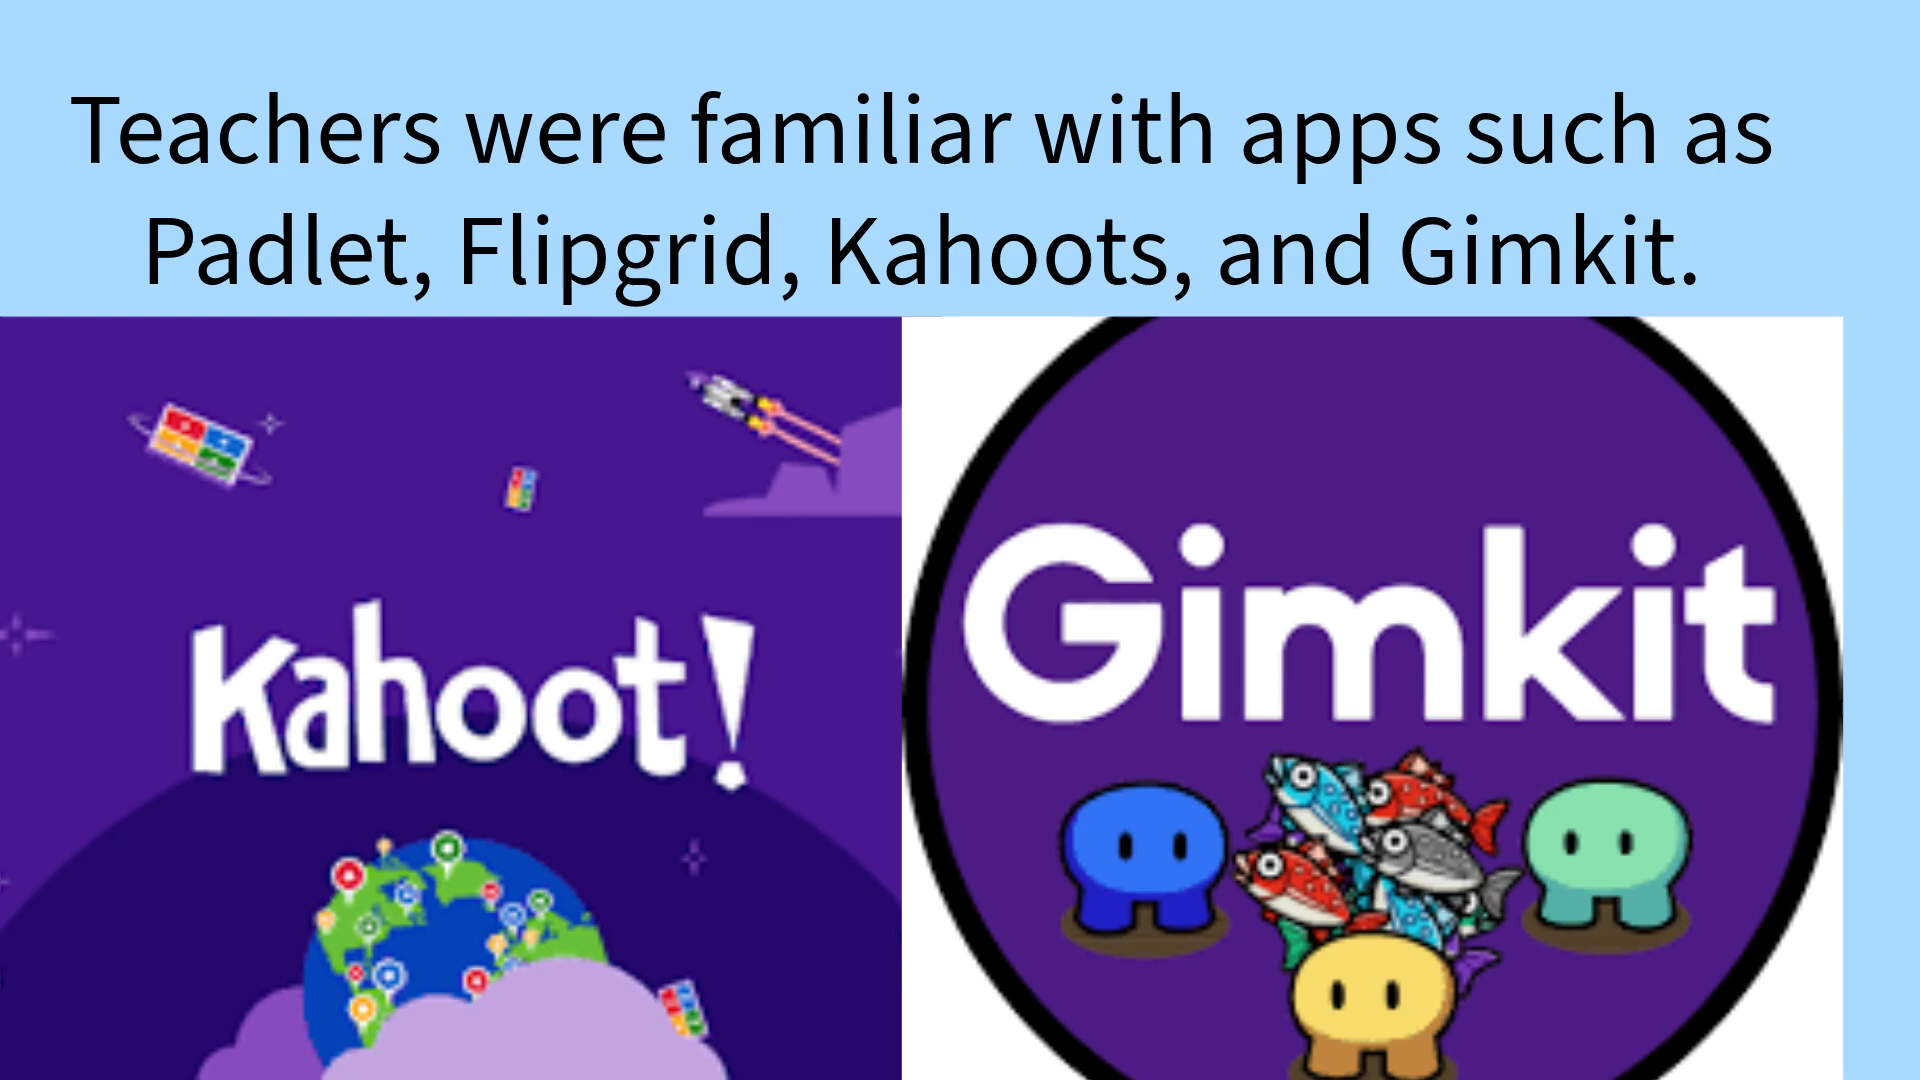 Teachers were familiar with apps such as
Padlet, Flipgrid, Kahoots, and Gimkit.
Kahoot!
Gimkit